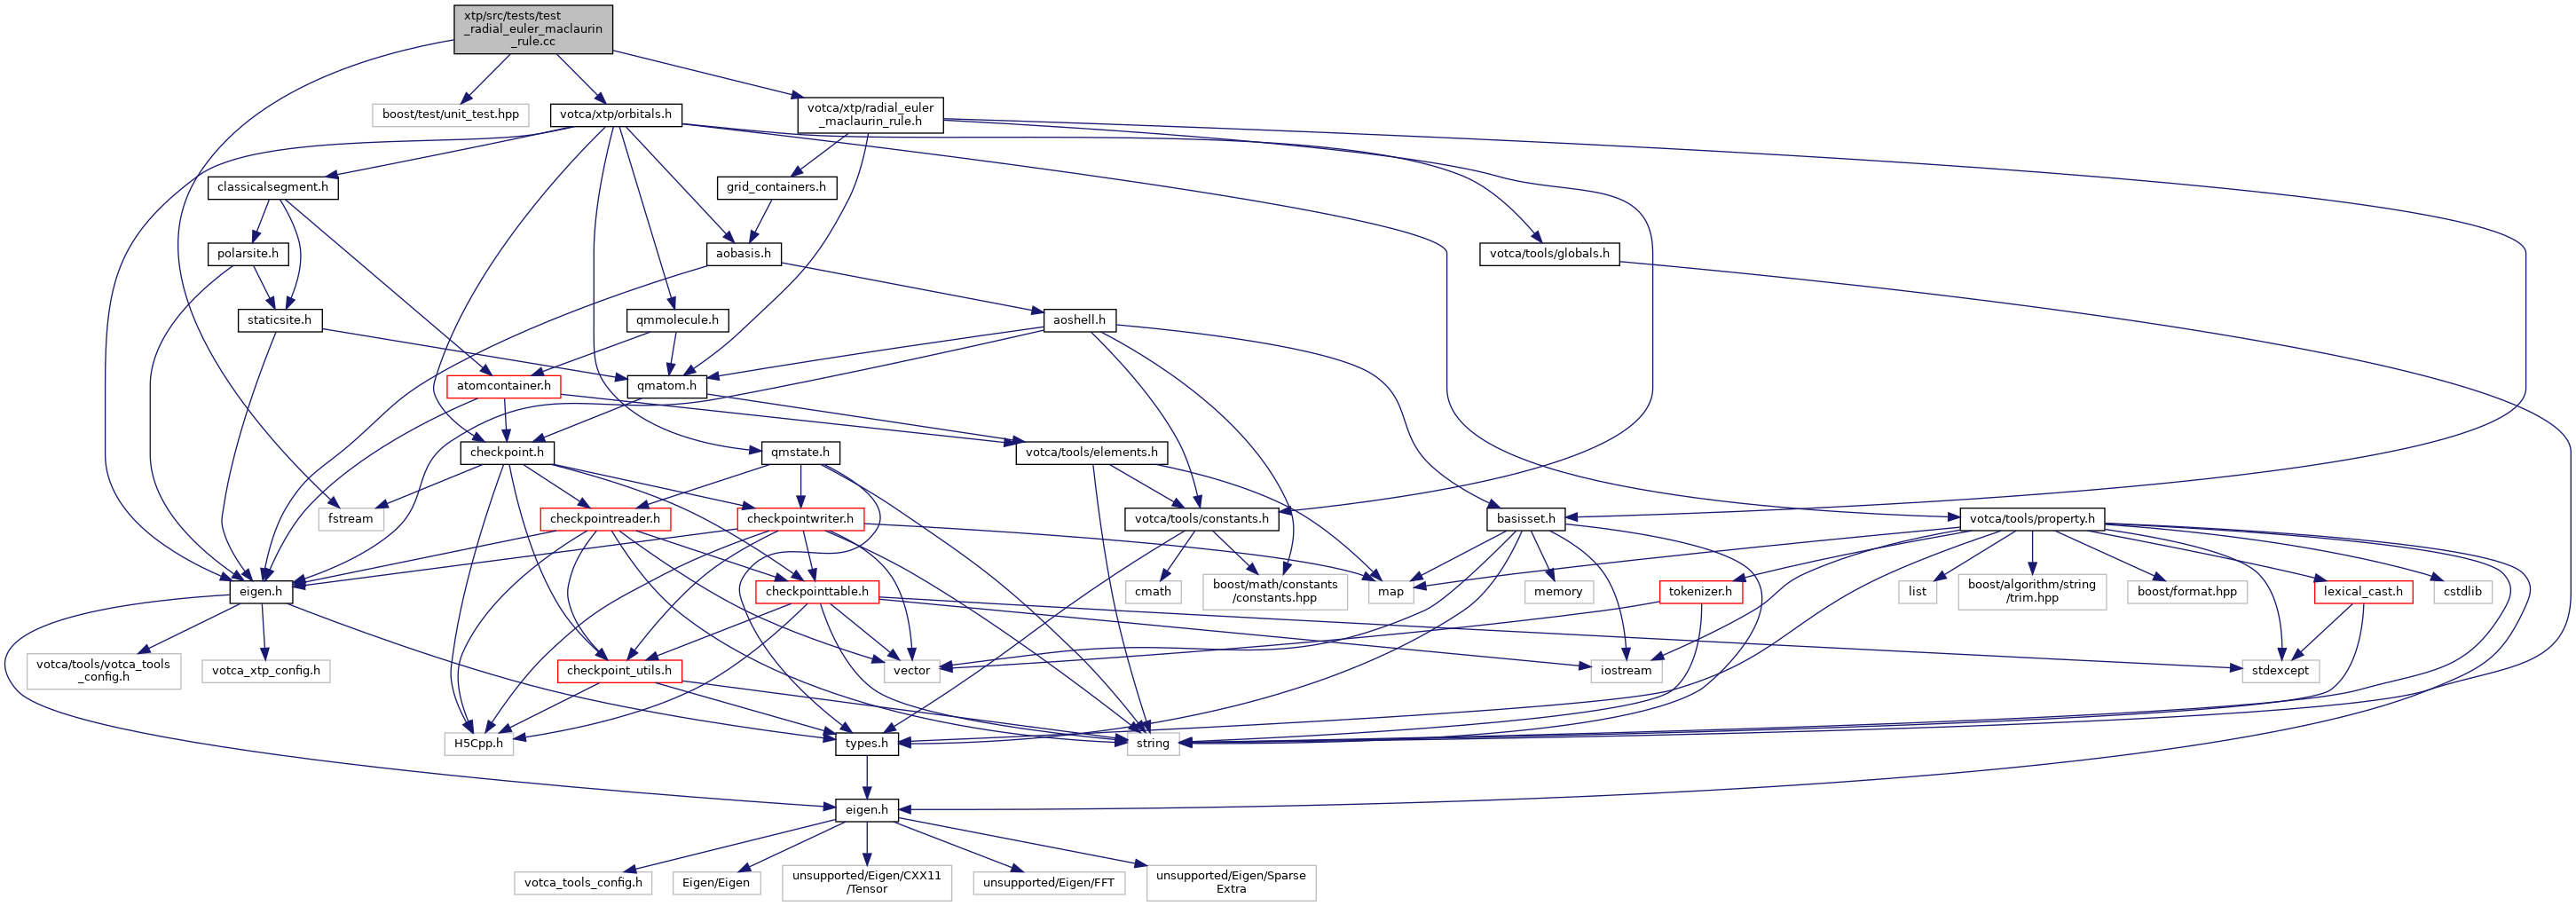 xtp/src/tests/test
_radial_euler_maclaurin
_rule.cc
boost/test/unit_test.hpp
votca/xtp/orbitals.h
votca/xtp/radial_euler
_maclaurin_rule.h
classicalsegment.h
grid_containers.h
polarsite.h
aobasis.h
votca/tools/globals.h
staticsite.h
qmmolecule.h
aoshell.h
atomcontainer.h
qmatom.h
checkpoint.h
qmstate.h
votca/tools/elements.h
fstream
checkpointreader.h
checkpointwriter.h
votca/tools/constants.h
basisset.h
votca/tools/property.h
eigen.h
checkpointtable.h
cmath
boost/math/constants
/constants.hpp
map
memory
tokenizer.h
list
boost/algorithm/string
/trim.hpp
boost/format.hpp
lexical_cast.h
cstdlib
votca/tools/votca_tools
_config.h
votca_xtp_config.h
checkpoint_utils.h
vector
iostream
stdexcept
H5Cpp.h
types.h
string
eigen.h
votca_tools_config.h
Eigen/Eigen
unsupported/Eigen/CXX11
/Tensor
unsupported/Eigen/FFT
unsupported/Eigen/Sparse
Extra